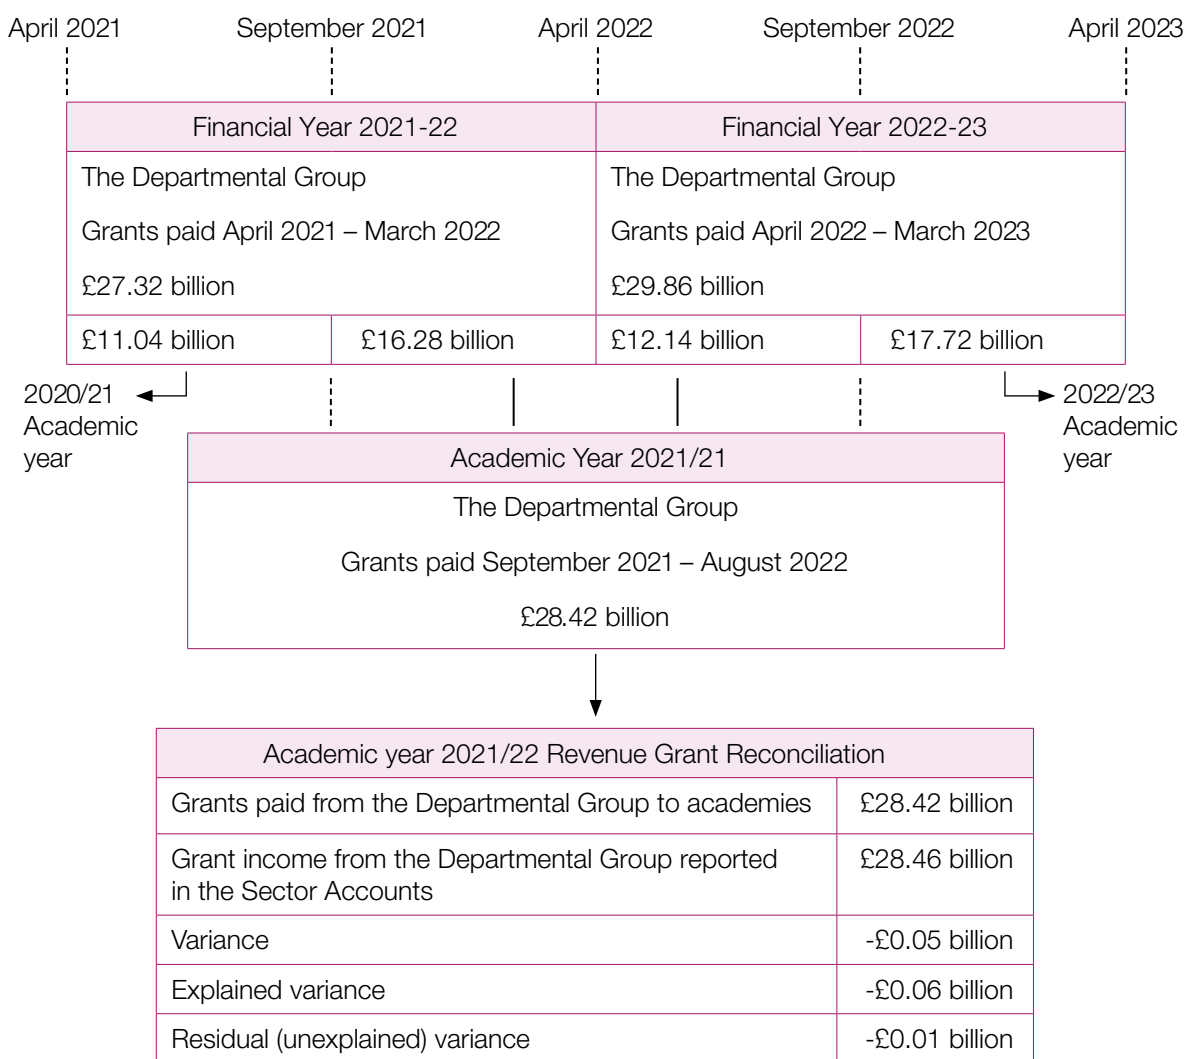 April 2021
September 2021
April 2022
September 2022
April 2023
Financial Year 2021-22
Financial Year 2022-23
The Departmental Group
The Departmental Group
Grants paid April 2021 – March 2022
Grants paid April 2022 – March 2023
£27.32 billion
£29.86 billion
£11.04 billion
£16.28 billion
£12.14 billion
£17.72 billion
2020/21
Academic
year
2022/23
Academic
year
Academic Year 2021/21
The Departmental Group
Grants paid September 2021 – August 2022
£28.42 billion
Academic year 2021/22 Revenue Grant Reconciliation
Grants paid from the Departmental Group to academies
£28.42 billion
Grant income from the Departmental Group reported
in the Sector Accounts
£28.46 billion
Variance
-£0.05 billion
Explained variance
-£0.06 billion
Residual (unexplained) variance
-£0.01 billion